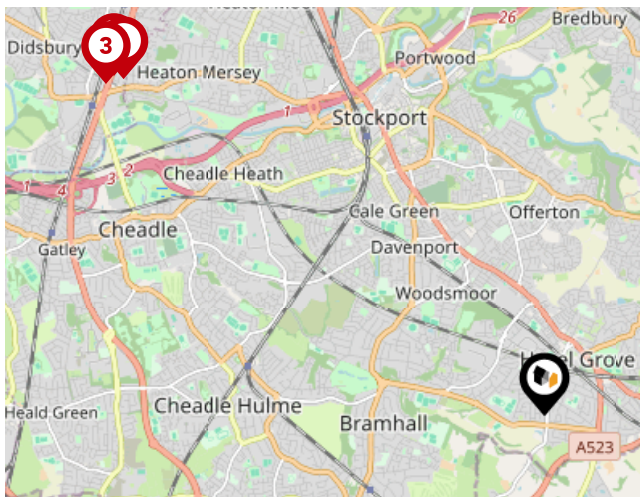 26
Bredbury
Didsbury
3
Heaton Mersey
Portwood
1
Stockport
2
3
Cheadle Heath
1
4
Cale Green
Offerton
Cheadle
Gatley
Davenport
Woodsmoor
Grove
Heald Green
Cheadle Hulme
Bramhall
A523